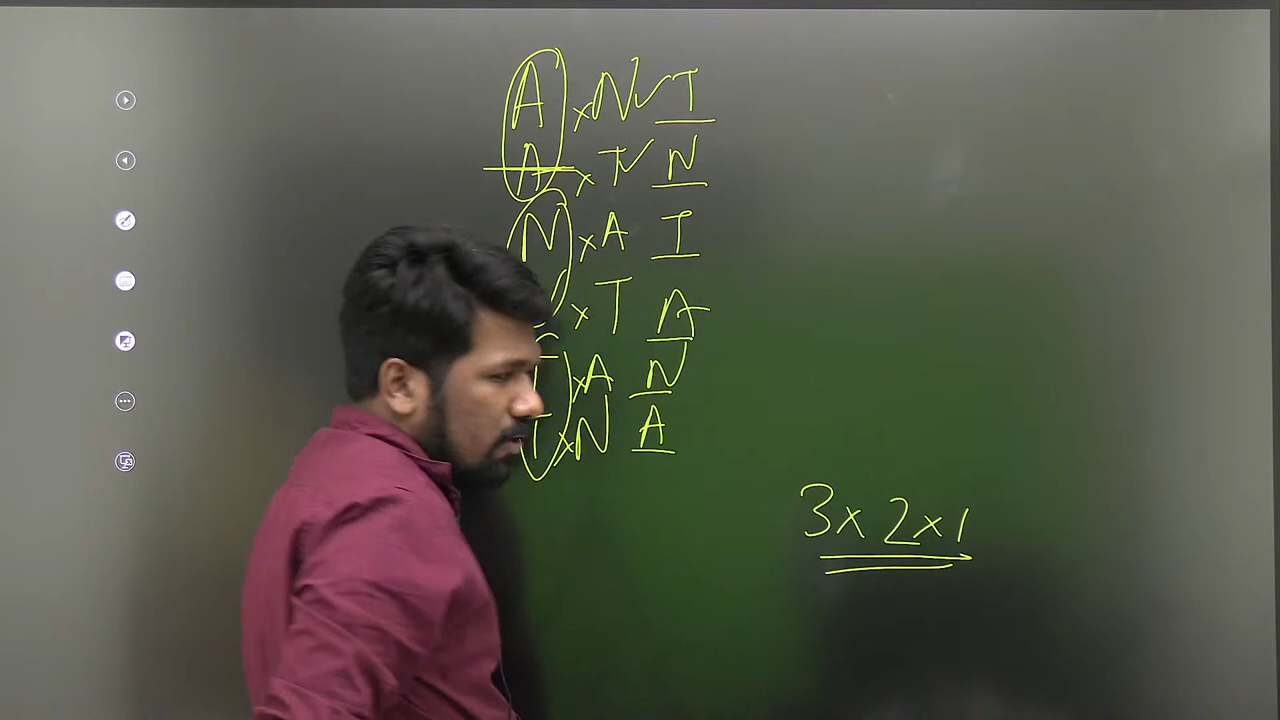 A × N ✓ T
A × T ✓ N
N × A T
× T A
T × A N
T × N A
3 × 2 × 1